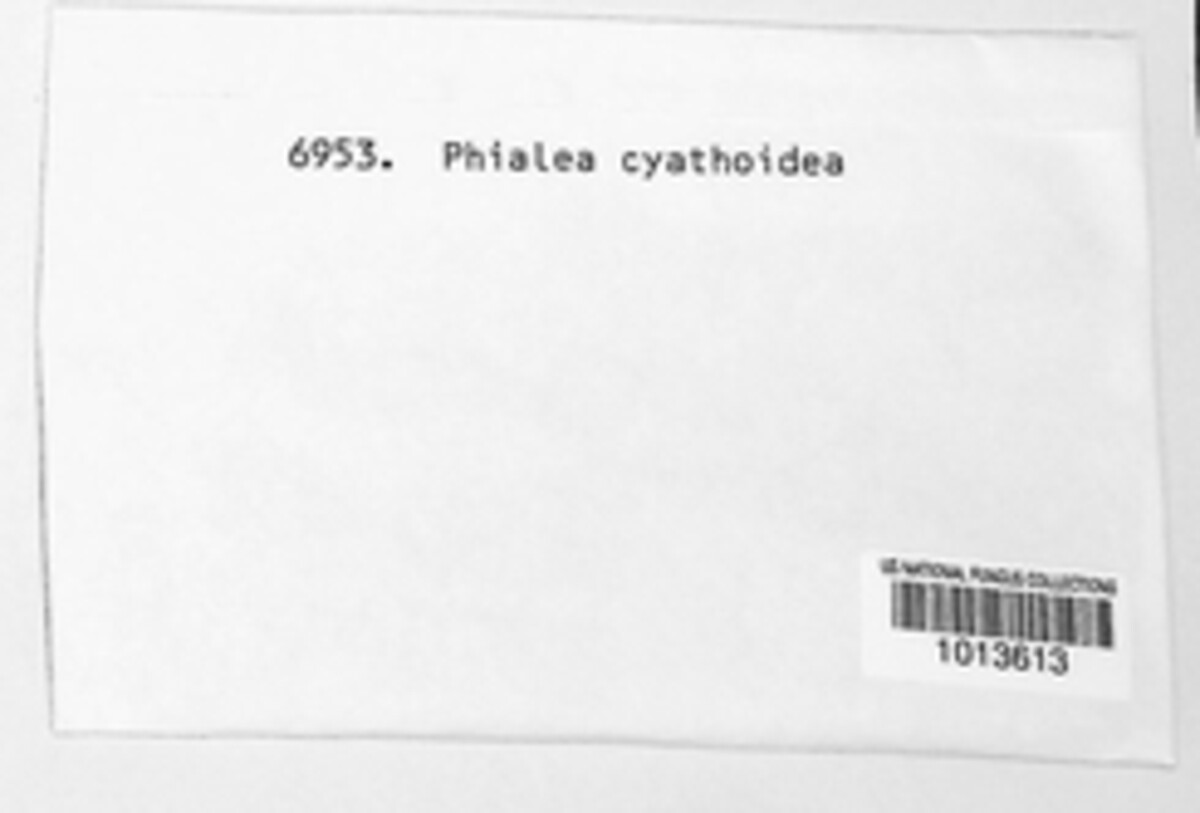 6953. Phialea cyathoidea
US NATIONAL FUNGUS COLLECTIONS
1013613